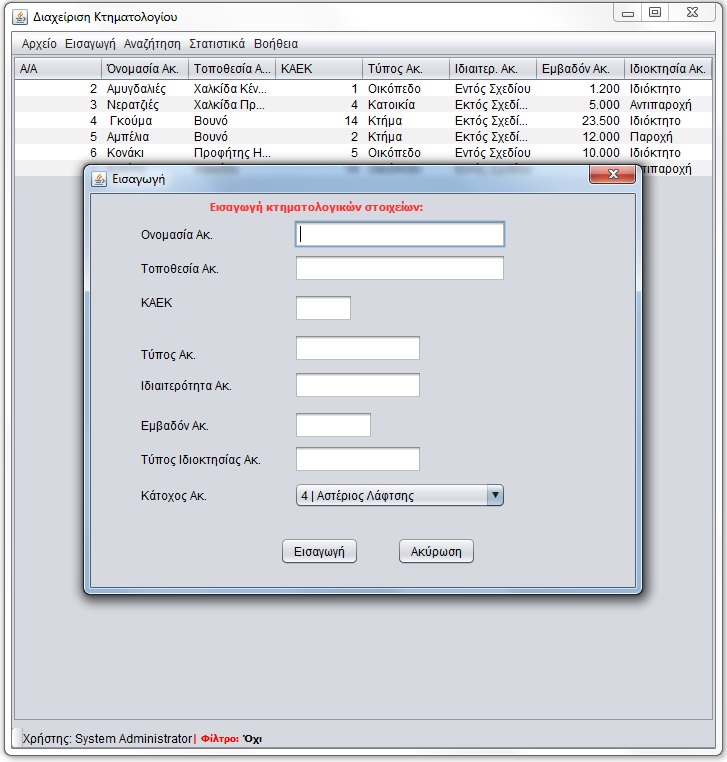 Διαχείριση Κτηματολογίου
Αρχείο Εισαγωγή Αναζήτηση Στατιστικά Βοήθεια
Α/Α Όνομασία Ακ. Τοποθεσία Α... ΚΑΕΚ Τύπος Ακ. Ιδιαιτερ. Ακ. Εμβαδόν Ακ. Ιδιοκτησία Ακ.
2 Αμυγδαλιές Χαλκίδα Κέν... 1 Οικόπεδο Εντός Σχεδίου 1.200 Ιδιόκτητο
3 Νερατζιές Χαλκίδα Πρ... 4 Κατοικία Εκτός Σχεδί... 5.000 Αντιπαροχή
4 Γκούμα Βουνό 14 Κτήμα Εκτός Σχεδί... 23.500 Ιδιόκτητο
5 Αμπέλια Βουνό 2 Κτήμα Εκτός Σχεδί... 12.000 Παροχή
6 Κονάκι Προφήτης Η... 5 Οικόπεδο Εντός Σχεδίου 10.000 Ιδιόκτητο
Εισαγωγή
Εισαγωγή κτηματολογικών στοιχείων:
Ονομασία Ακ.
Τοποθεσία Ακ.
ΚΑΕΚ
Τύπος Ακ.
Ιδιαιτερότητα Ακ.
Εμβαδόν Ακ.
Τύπος Ιδιοκτησίας Ακ.
Κάτοχος Ακ. 4 | Αστέριος Λάφτσης
Εισαγωγή Ακύρωση
Χρήστης: System Administrator | Φίλτρο: Όχι